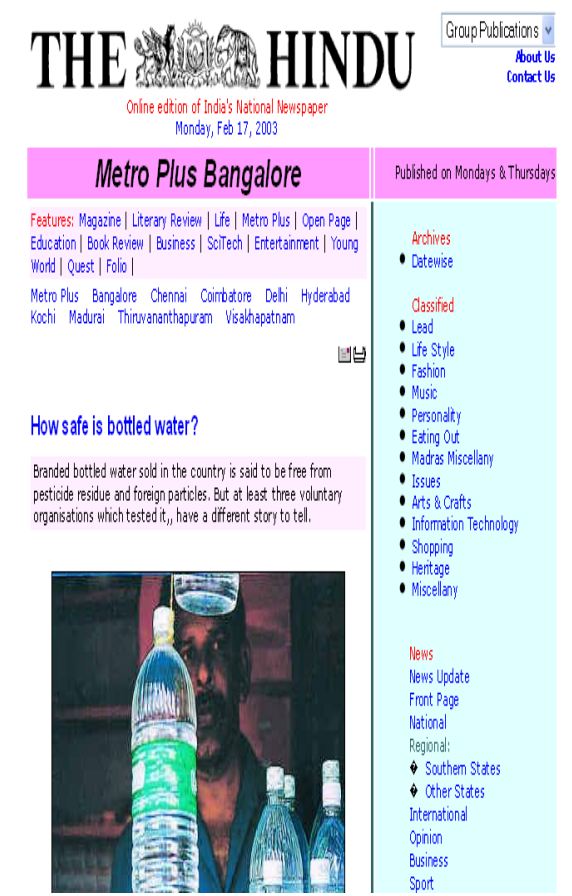 THE HINDU
Group Publications
About Us
Contact Us
Online edition of India's National Newspaper
Monday, Feb 17, 2003
Metro Plus Bangalore
Published on Mondays & Thursdays
Features: Magazine | Literary Review | Life | Metro Plus | Open Page |
Education | Book Review | Business | SciTech | Entertainment | Young
World | Quest | Folio |
Metro Plus Bangalore Chennai Coimbatore Delhi Hyderabad
Kochi Madurai Thiruvananthapuram Visakhapatnam
How safe is bottled water?
Branded bottled water sold in the country is said to be free from
pesticide residue and foreign particles. But at least three voluntary
organisations which tested it,, have a different story to tell.
Archives
Datewise
Classified
Lead
Life Style
Fashion
Music
Personality
Eating Out
Madras Miscellany
Issues
Arts & Crafts
Information Technology
Shopping
Heritage
Miscellany
News
News Update
Front Page
National
Regional:
� Southern States
� Other States
International
Opinion
Business
Sport